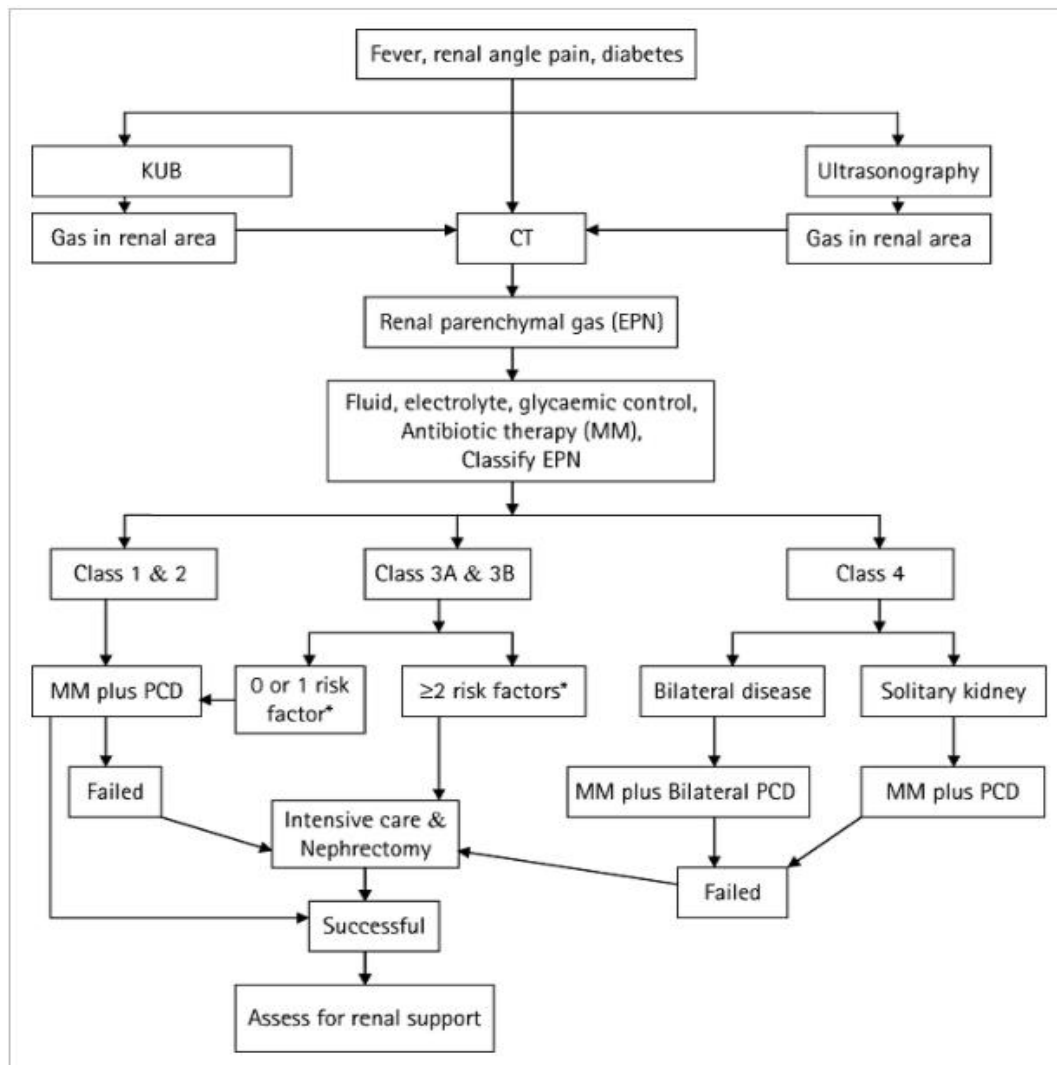 Fever, renal angle pain, diabetes
KUB
Ultrasonography
Gas in renal area
CT
Gas in renal area
Renal parenchymal gas (EPN)
Fluid, electrolyte, glycaemic control,
Antibiotic therapy (MM),
Classify EPN
Class 1 & 2
Class 3A & 3B
Class 4
MM plus PCD
0 or 1 risk
factor*
≥2 risk factors*
Bilateral disease
Solitary kidney
Failed
MM plus Bilateral PCD
MM plus PCD
Intensive care &
Nephrectomy
Failed
Successful
Assess for renal support